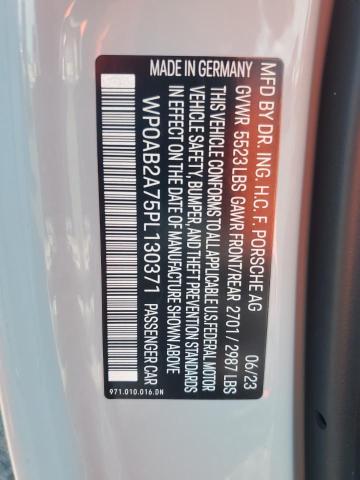 MFD BY DR. ING. H.C. F. PORSCHE AG 06/23
GVWR 5523 LBS GAWR FRONT/REAR 2701 / 2987 LBS
THIS VEHICLE CONFORMS TO ALL APPLICABLE U.S. FEDERAL MOTOR
VEHICLE SAFETY, BUMPER, AND THEFT PREVENTION STANDARDS
IN EFFECT ON THE DATE OF MANUFACTURE SHOWN ABOVE
WP0AB2A75PL130371 PASSENGER CAR
MADE IN GERMANY
971.010.016.DN